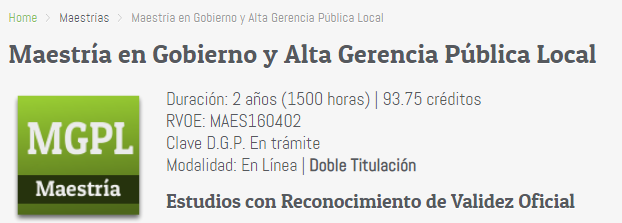 Home > Maestrías > Maestría en Gobierno y Alta Gerencia Pública Local
Maestría en Gobierno y Alta Gerencia Pública Local
MGPL
Maestría
Duración: 2 años (1500 horas) | 93.75 créditos
RVOE: MAES160402
Clave D.G.P. En trámite
Modalidad: En Línea | Doble Titulación
Estudios con Reconocimiento de Validez Oficial